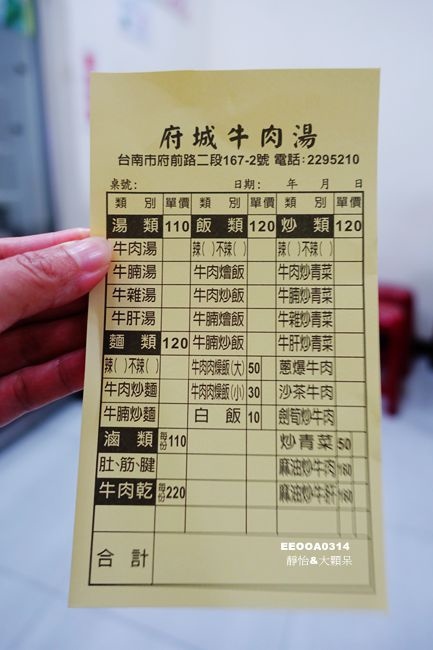 府城牛肉湯
台南市府前路二段167-2號 電話:2295210
桌號: 日期: 年 月 日
類 別 單價 類 別 單價 類 別 單價
湯 類 110 飯 類 120 炒 類 120
牛肉湯 辣( )不辣( ) 辣( )不辣( )
牛腩湯 牛肉燴飯 牛肉炒青菜
牛雜湯 牛肉炒飯 牛腩炒青菜
牛肝湯 牛腩燴飯 牛雜炒青菜
麵 類 120 牛腩炒飯 牛肝炒青菜
辣( )不辣( ) 牛肉肉燥飯(大) 50 蔥爆牛肉
牛肉炒麵 牛肉肉燥飯(小) 30 沙茶牛肉
牛腩炒麵 白 飯 10 劍筍炒牛肉
滷 類 每份 110 炒青菜 50
肚、筋、腱 麻油炒牛肉 160
牛肉乾 每份 220 麻油炒牛肝 160
合 計
EEOOA0314
靜怡&大顆呆